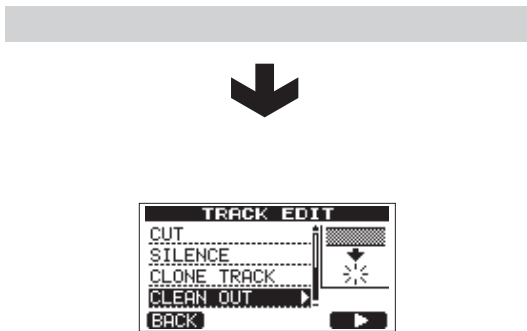 TRACK EDIT
CUT
SILENCE
CLONE TRACK
CLEAN OUT
BACK